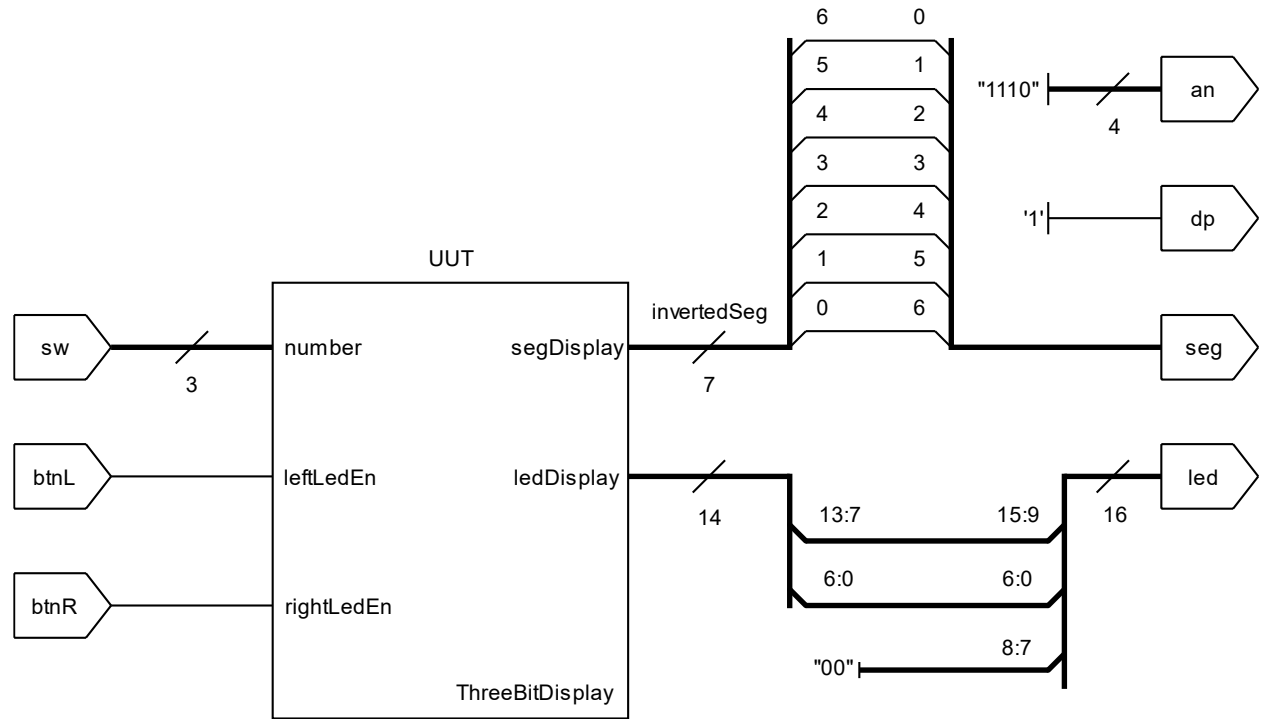 6 0
5 1
"1110" an
4 2
4
3 3
2 4
'1' dp
UUT
1 5
0 6
invertedSeg
sw number segDisplay seg
3 7
btnL leftLedEn ledDisplay led
14 13:7 15:9 16
6:0 6:0
btnR rightLedEn
8:7
"00"
ThreeBitDisplay